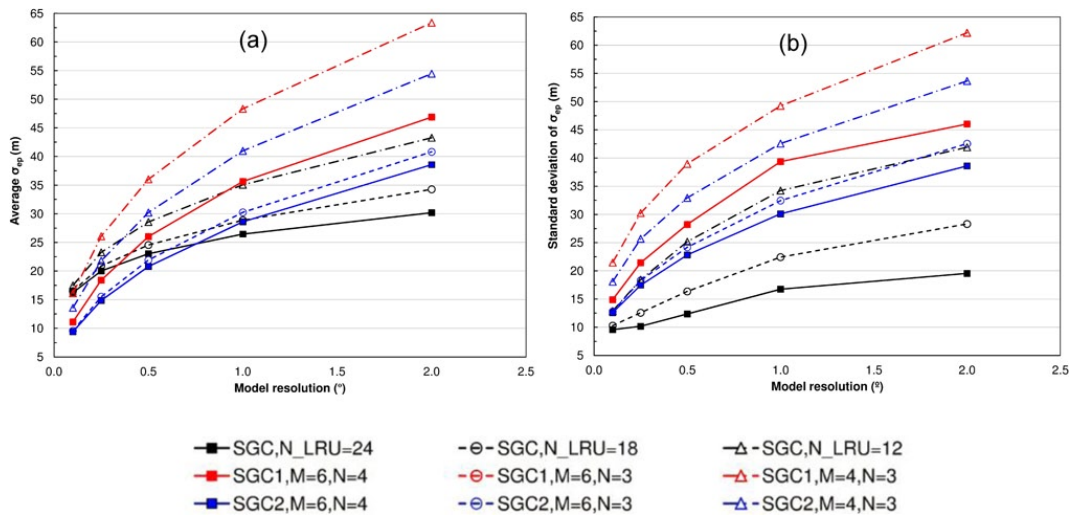 (a)
Average σep (m)
65
60
55
50
45
40
35
30
25
20
15
10
5
0.0 0.5 1.0 1.5 2.0 2.5
Model resolution (°)
(b)
Standard deviation of σep (m)
65
60
55
50
45
40
35
30
25
20
15
10
5
0.0 0.5 1.0 1.5 2.0 2.5
Model resolution (º)
SGC,N_LRU=24 SGC,N_LRU=18 SGC,N_LRU=12
SGC1,M=6,N=4 SGC1,M=6,N=3 SGC1,M=4,N=3
SGC2,M=6,N=4 SGC2,M=6,N=3 SGC2,M=4,N=3